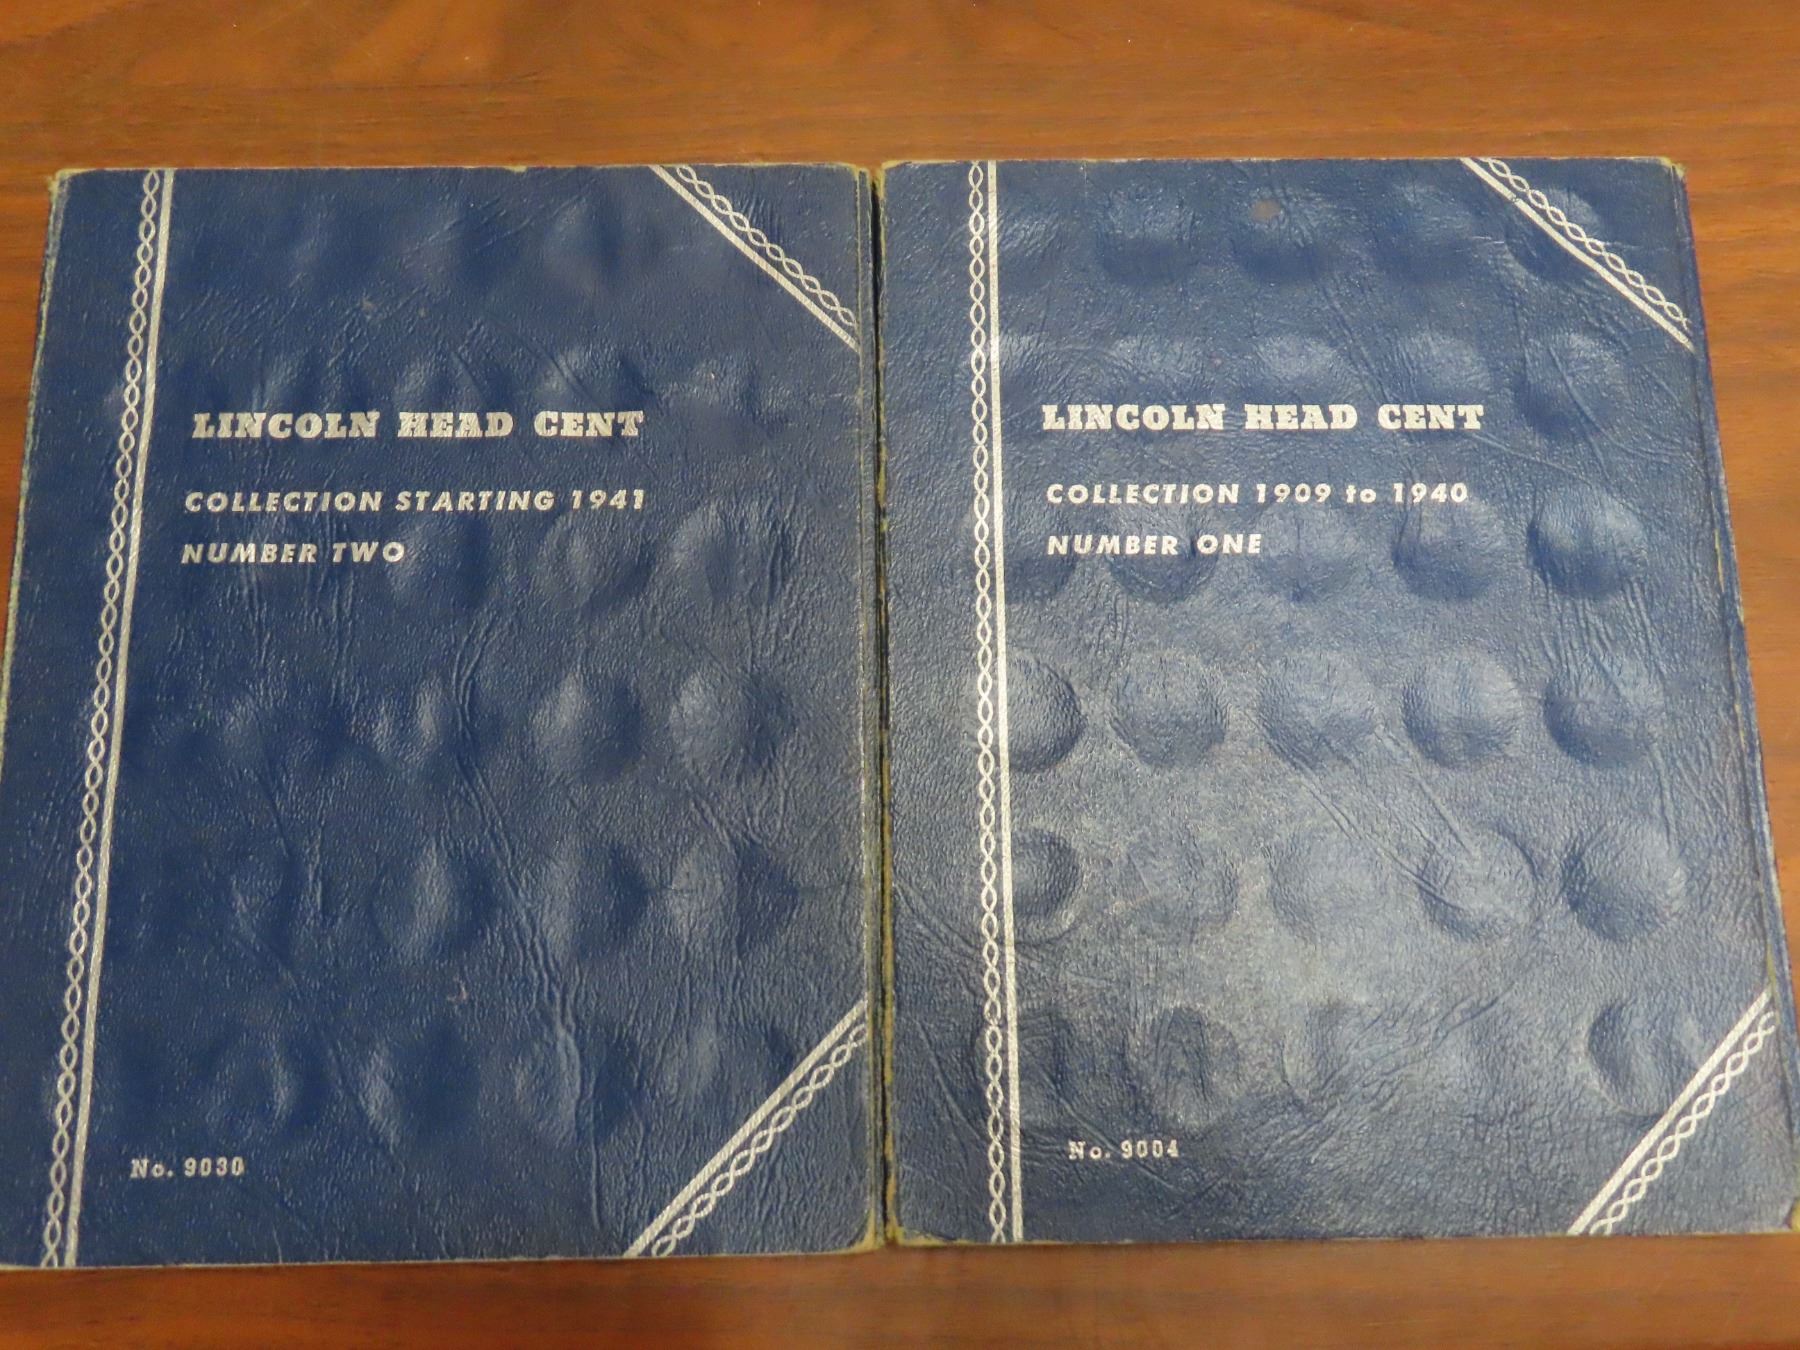 LINCOLN HEAD CENT
COLLECTION STARTING 1941
NUMBER TWO
No. 9030
LINCOLN HEAD CENT
COLLECTION 1909 to 1940
NUMBER ONE
No. 9004